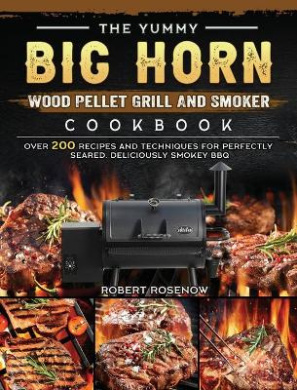 THE YUMMY
BIG HORN
WOOD PELLET GRILL AND SMOKER
COOKBOOK
OVER 200 RECIPES AND TECHNIQUES FOR PERFECTLY
SEARED, DELICIOUSLY SMOKEY BBQ
ROBERT ROSENOW